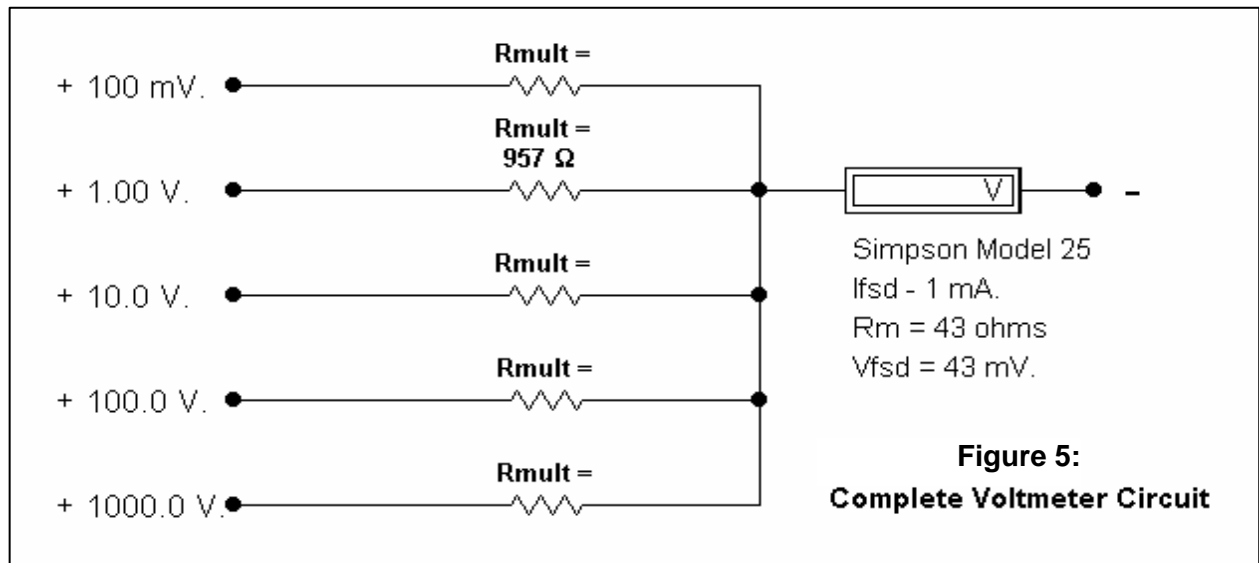 Rmult =
+ 100 mV.
Rmult =
957 Ω
+ 1.00 V.
V
–
Simpson Model 25
Ifsd - 1 mA.
Rm = 43 ohms
Vfsd = 43 mV.
Rmult =
+ 10.0 V.
Rmult =
+ 100.0 V.
Rmult =
+ 1000.0 V.
Figure 5:
Complete Voltmeter Circuit